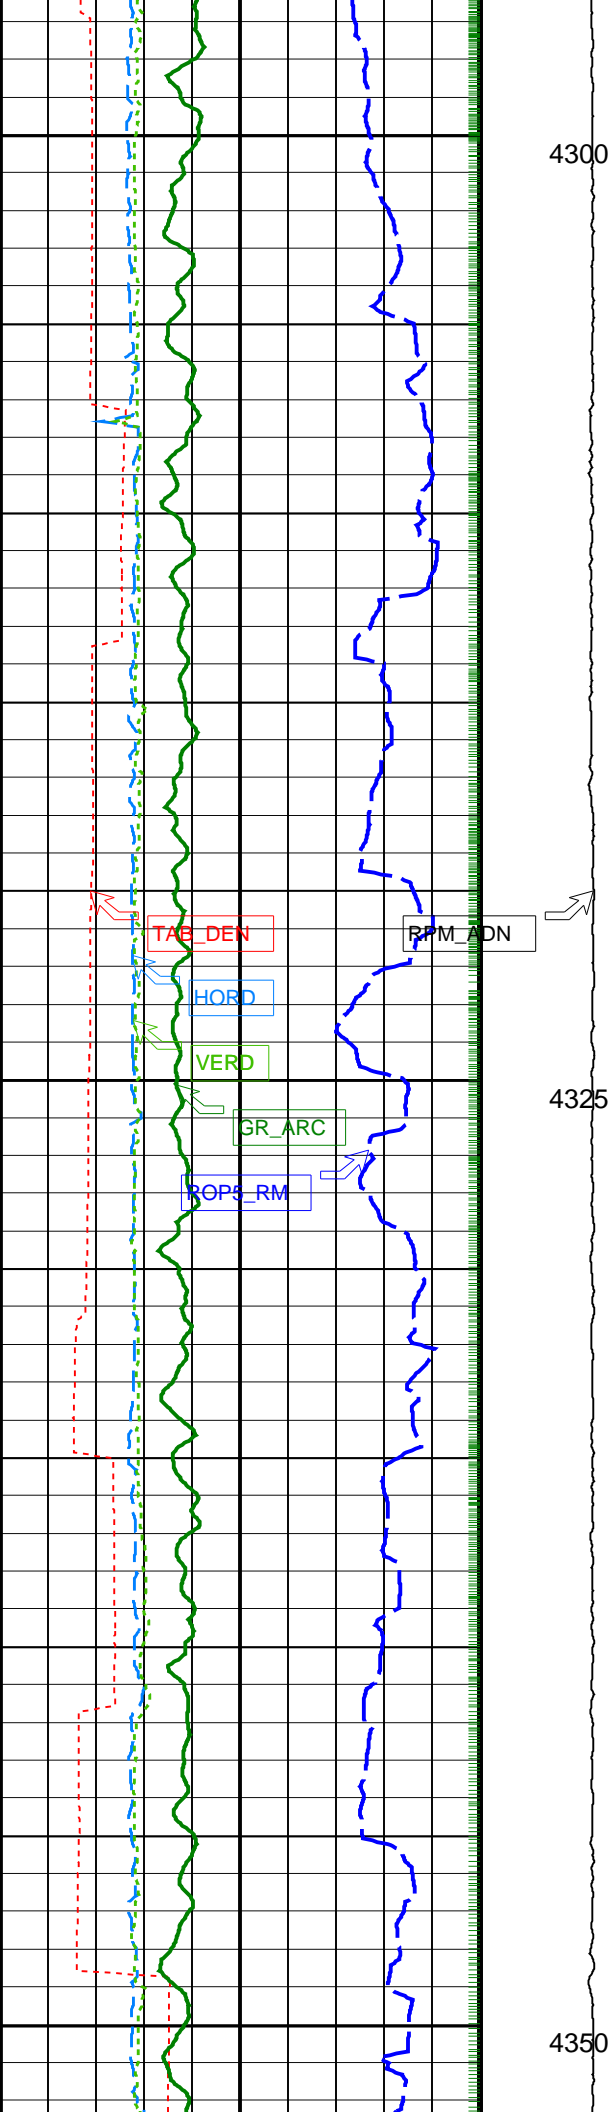 4300
TAB_DEN
RPM_ADN
HORD
VERD
4325
GR_ARC
ROP5_RM
4350